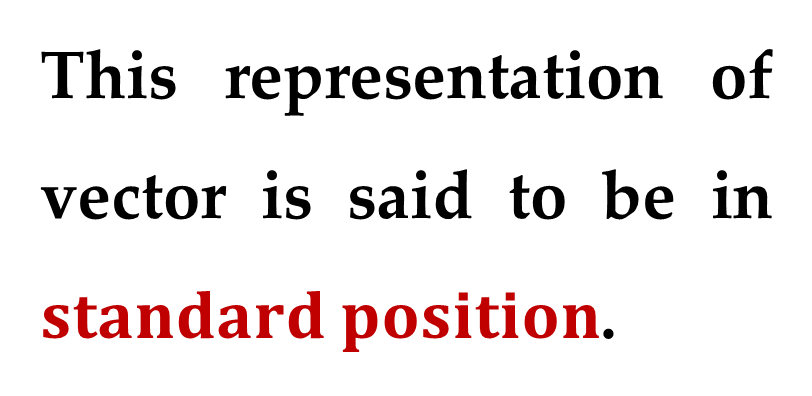 This representation of
vector is said to be in
standard position.